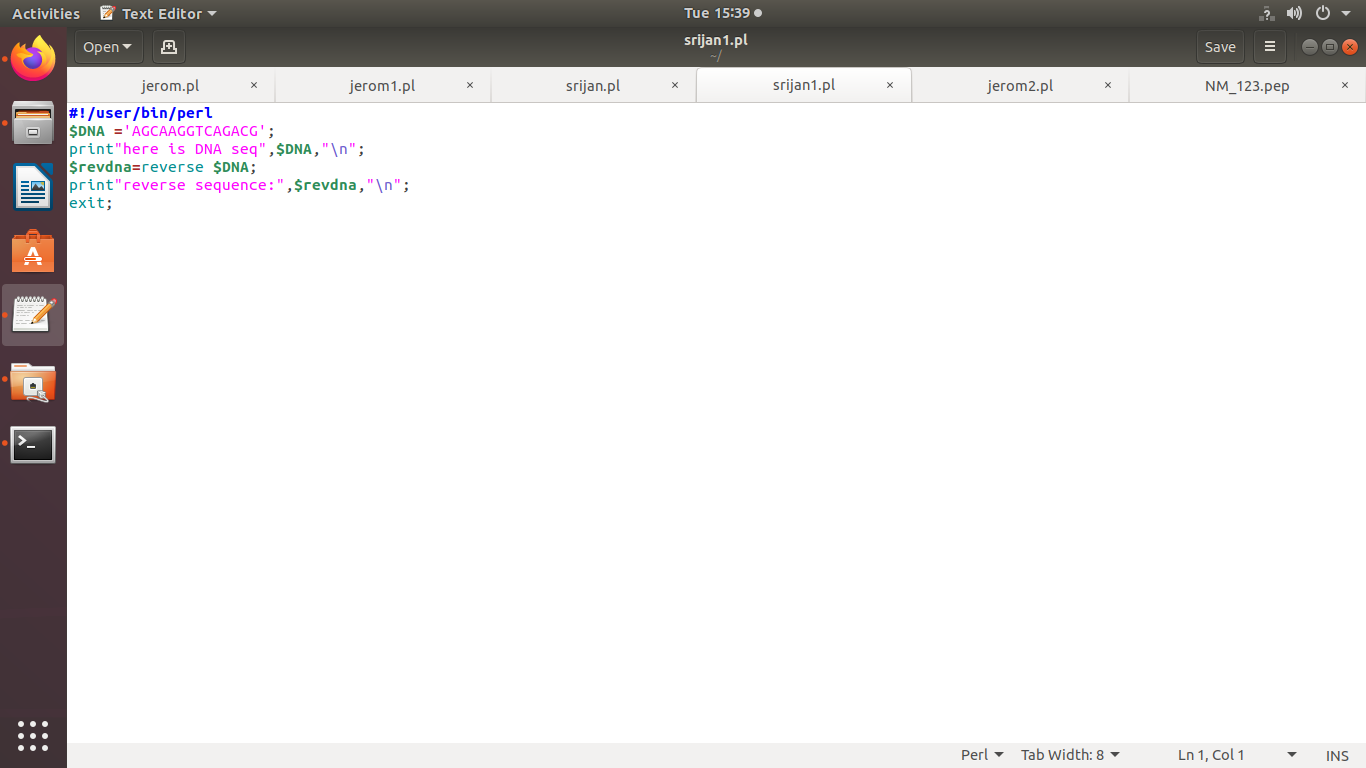 Activities Text Editor Tue 15:39
Open srijan1.pl Save
~/
jerom.pl × jerom1.pl × srijan.pl × srijan1.pl × jerom2.pl × NM_123.pep ×
#!/user/bin/perl
$DNA ='AGCAAGGTCAGACG';
print"here is DNA seq",$DNA,"\n";
$revdna=reverse $DNA;
print"reverse sequence:",$revdna,"\n";
exit;
Perl Tab Width: 8 Ln 1, Col 1 INS